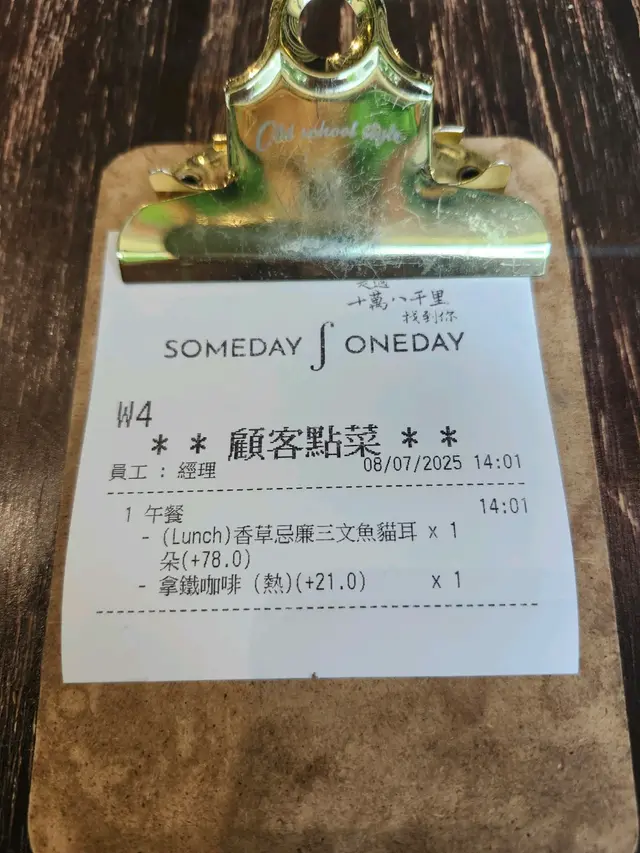 Old school style
十萬八千里
找到你
SOMEDAY ∫ ONEDAY
W4
* * 顧客點菜 * *
員工 : 經理 08/07/2025 14:01
1 午餐 14:01
- (Lunch)香草忌廉三文魚貓耳 x 1
朵(+78.0)
- 拿鐵咖啡 (熱)(+21.0) x 1